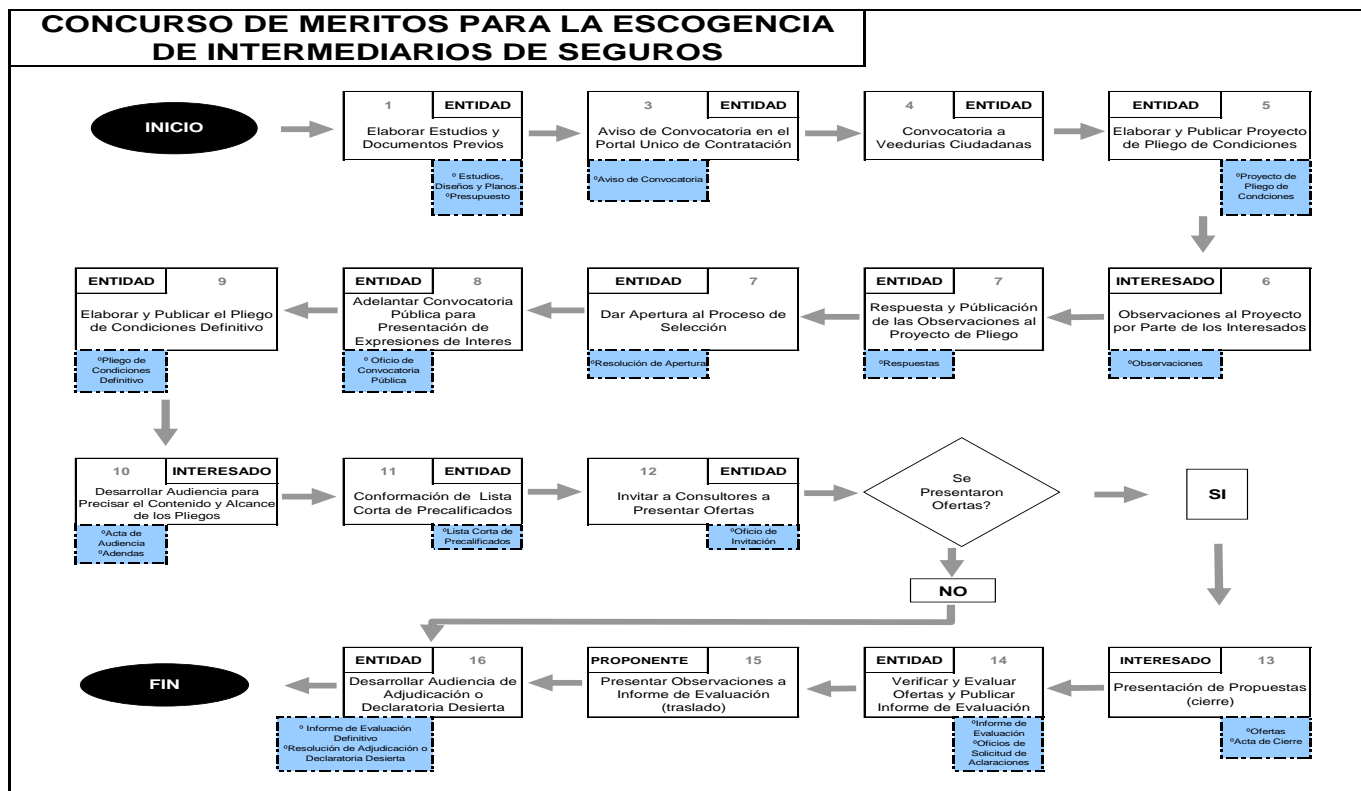 CONCURSO DE MERITOS PARA LA ESCOGENCIA
DE INTERMEDIARIOS DE SEGUROS
INICIO
1
ENTIDAD
Elaborar Estudios y
Documentos Previos
º Estudios,
Diseños y Planos.
ºPresupuesto
3
ENTIDAD
Aviso de Convocatoria en el
Portal Unico de Contratación
ºAviso de Convocatoria
4
ENTIDAD
Convocatoria a
Veedurias Ciudadanas
ENTIDAD
5
Elaborar y Publicar Proyecto
de Pliego de Condiciones
ºProyecto de
Pliego de
Condciones
ENTIDAD
9
Elaborar y Publicar el Pliego
de Condiciones Definitivo
ºPliego de
Condiciones
Definitivo
ENTIDAD
8
Adelantar Convocatoria
Pública para
Presentación de
Expresiones de Interes
º Oficio de
Convocatoria
Pública
ENTIDAD
7
Dar Apertura al Proceso de
Selección
ºResolución de Apertura
ENTIDAD
7
Respuesta y Públicación
de las Observaciones al
Proyecto de Pliego
ºRespuestas
INTERESADO
6
Observaciones al Proyecto
por Parte de los Interesados
ºObservaciones
10
INTERESADO
Desarrollar Audiencia para
Precisar el Contenido y Alcance
de los Pliegos
ºActa de
Audiencia
ºAdendas
11
ENTIDAD
Conformación de Lista
Corta de Precalificados
ºLista Corta de
Precalificados
12
ENTIDAD
Invitar a Consultores a
Presentar Ofertas
ºOficio de
Invitación
Se
Presentaron
Ofertas?
SI
NO
FIN
ENTIDAD
16
Desarrollar Audiencia de
Adjudicación o
Declaratoria Desierta
º Informe de Evaluación
Definitivo
ºResolución de Adjudicación o
Declaratoria Desierta
PROPONENTE
15
Presentar Observaciones a
Informe de Evaluación
(traslado)
ENTIDAD
14
Verificar y Evaluar
Ofertas y Publicar
Informe de Evaluación
ºInforme de
Evaluación
ºOficios de
Solicitud de
Aclaraciones
INTERESADO
13
Presentación de Propuestas
(cierre)
ºOfertas
ºActa de Cierre